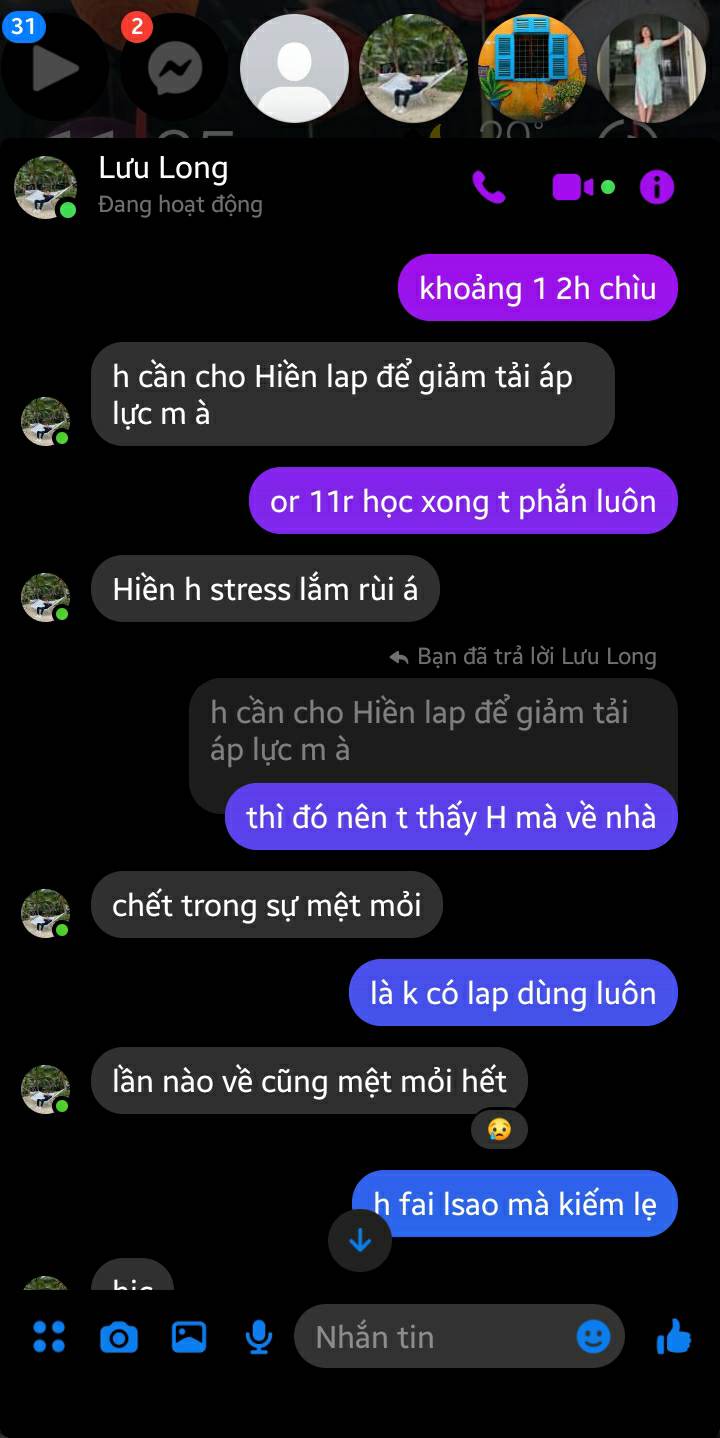 31
2
Lưu Long
Đang hoạt động
khoảng 1 2h chìu
h cần cho Hiền lap để giảm tải áp
lực m à
or 11r học xong t phắn luôn
Hiền h stress lắm rùi á
Bạn đã trả lời Lưu Long
h cần cho Hiền lap để giảm tải
áp lực m à
thì đó nên t thấy H mà về nhà
chết trong sự mệt mỏi
là k có lap dùng luôn
lần nào về cũng mệt mỏi hết
h fai lsao mà kiếm lẹ
Nhắn tin